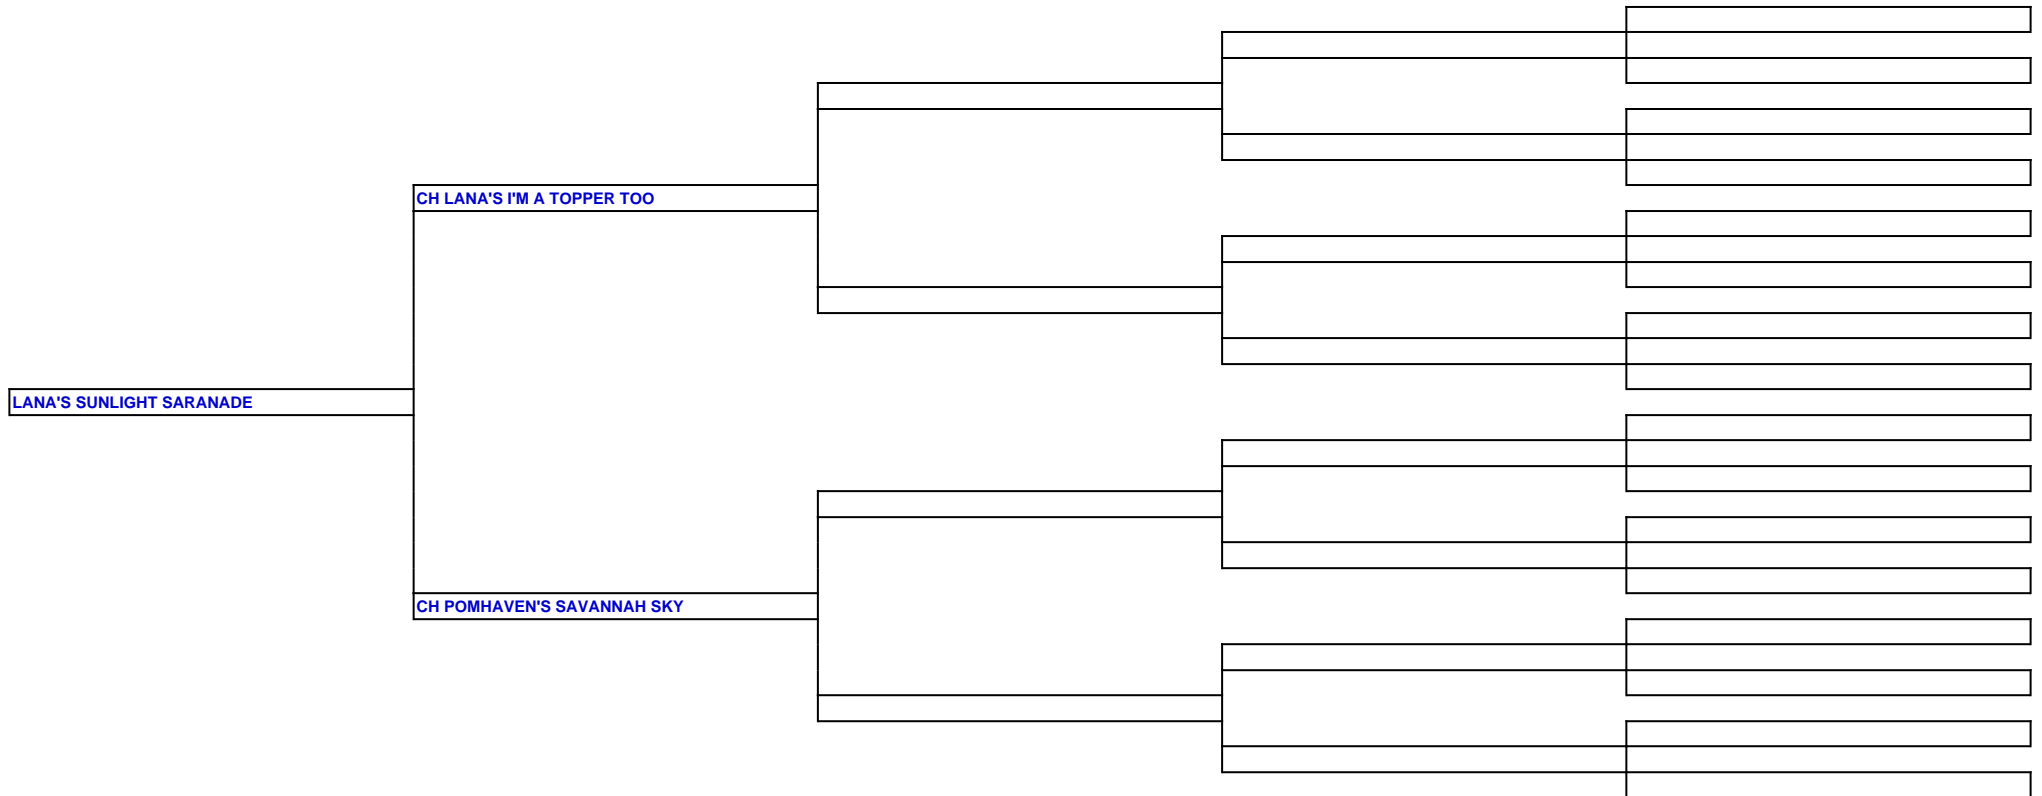 CH LANA'S I'M A TOPPER TOO
LANA'S SUNLIGHT SARANADE
CH POMHAVEN'S SAVANNAH SKY